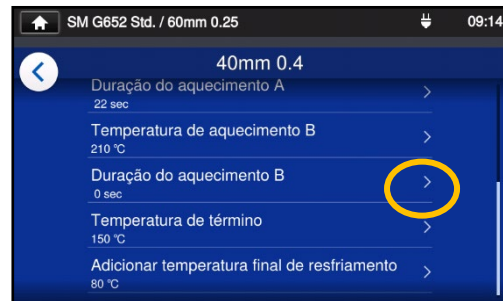 SM G652 Std. / 60mm 0.25
09:14
40mm 0.4
Duração do aquecimento A
22 sec
Temperatura de aquecimento B
210 °C
Duração do aquecimento B
0 sec
Temperatura de término
150 °C
Adicionar temperatura final de resfriamento
80 °C